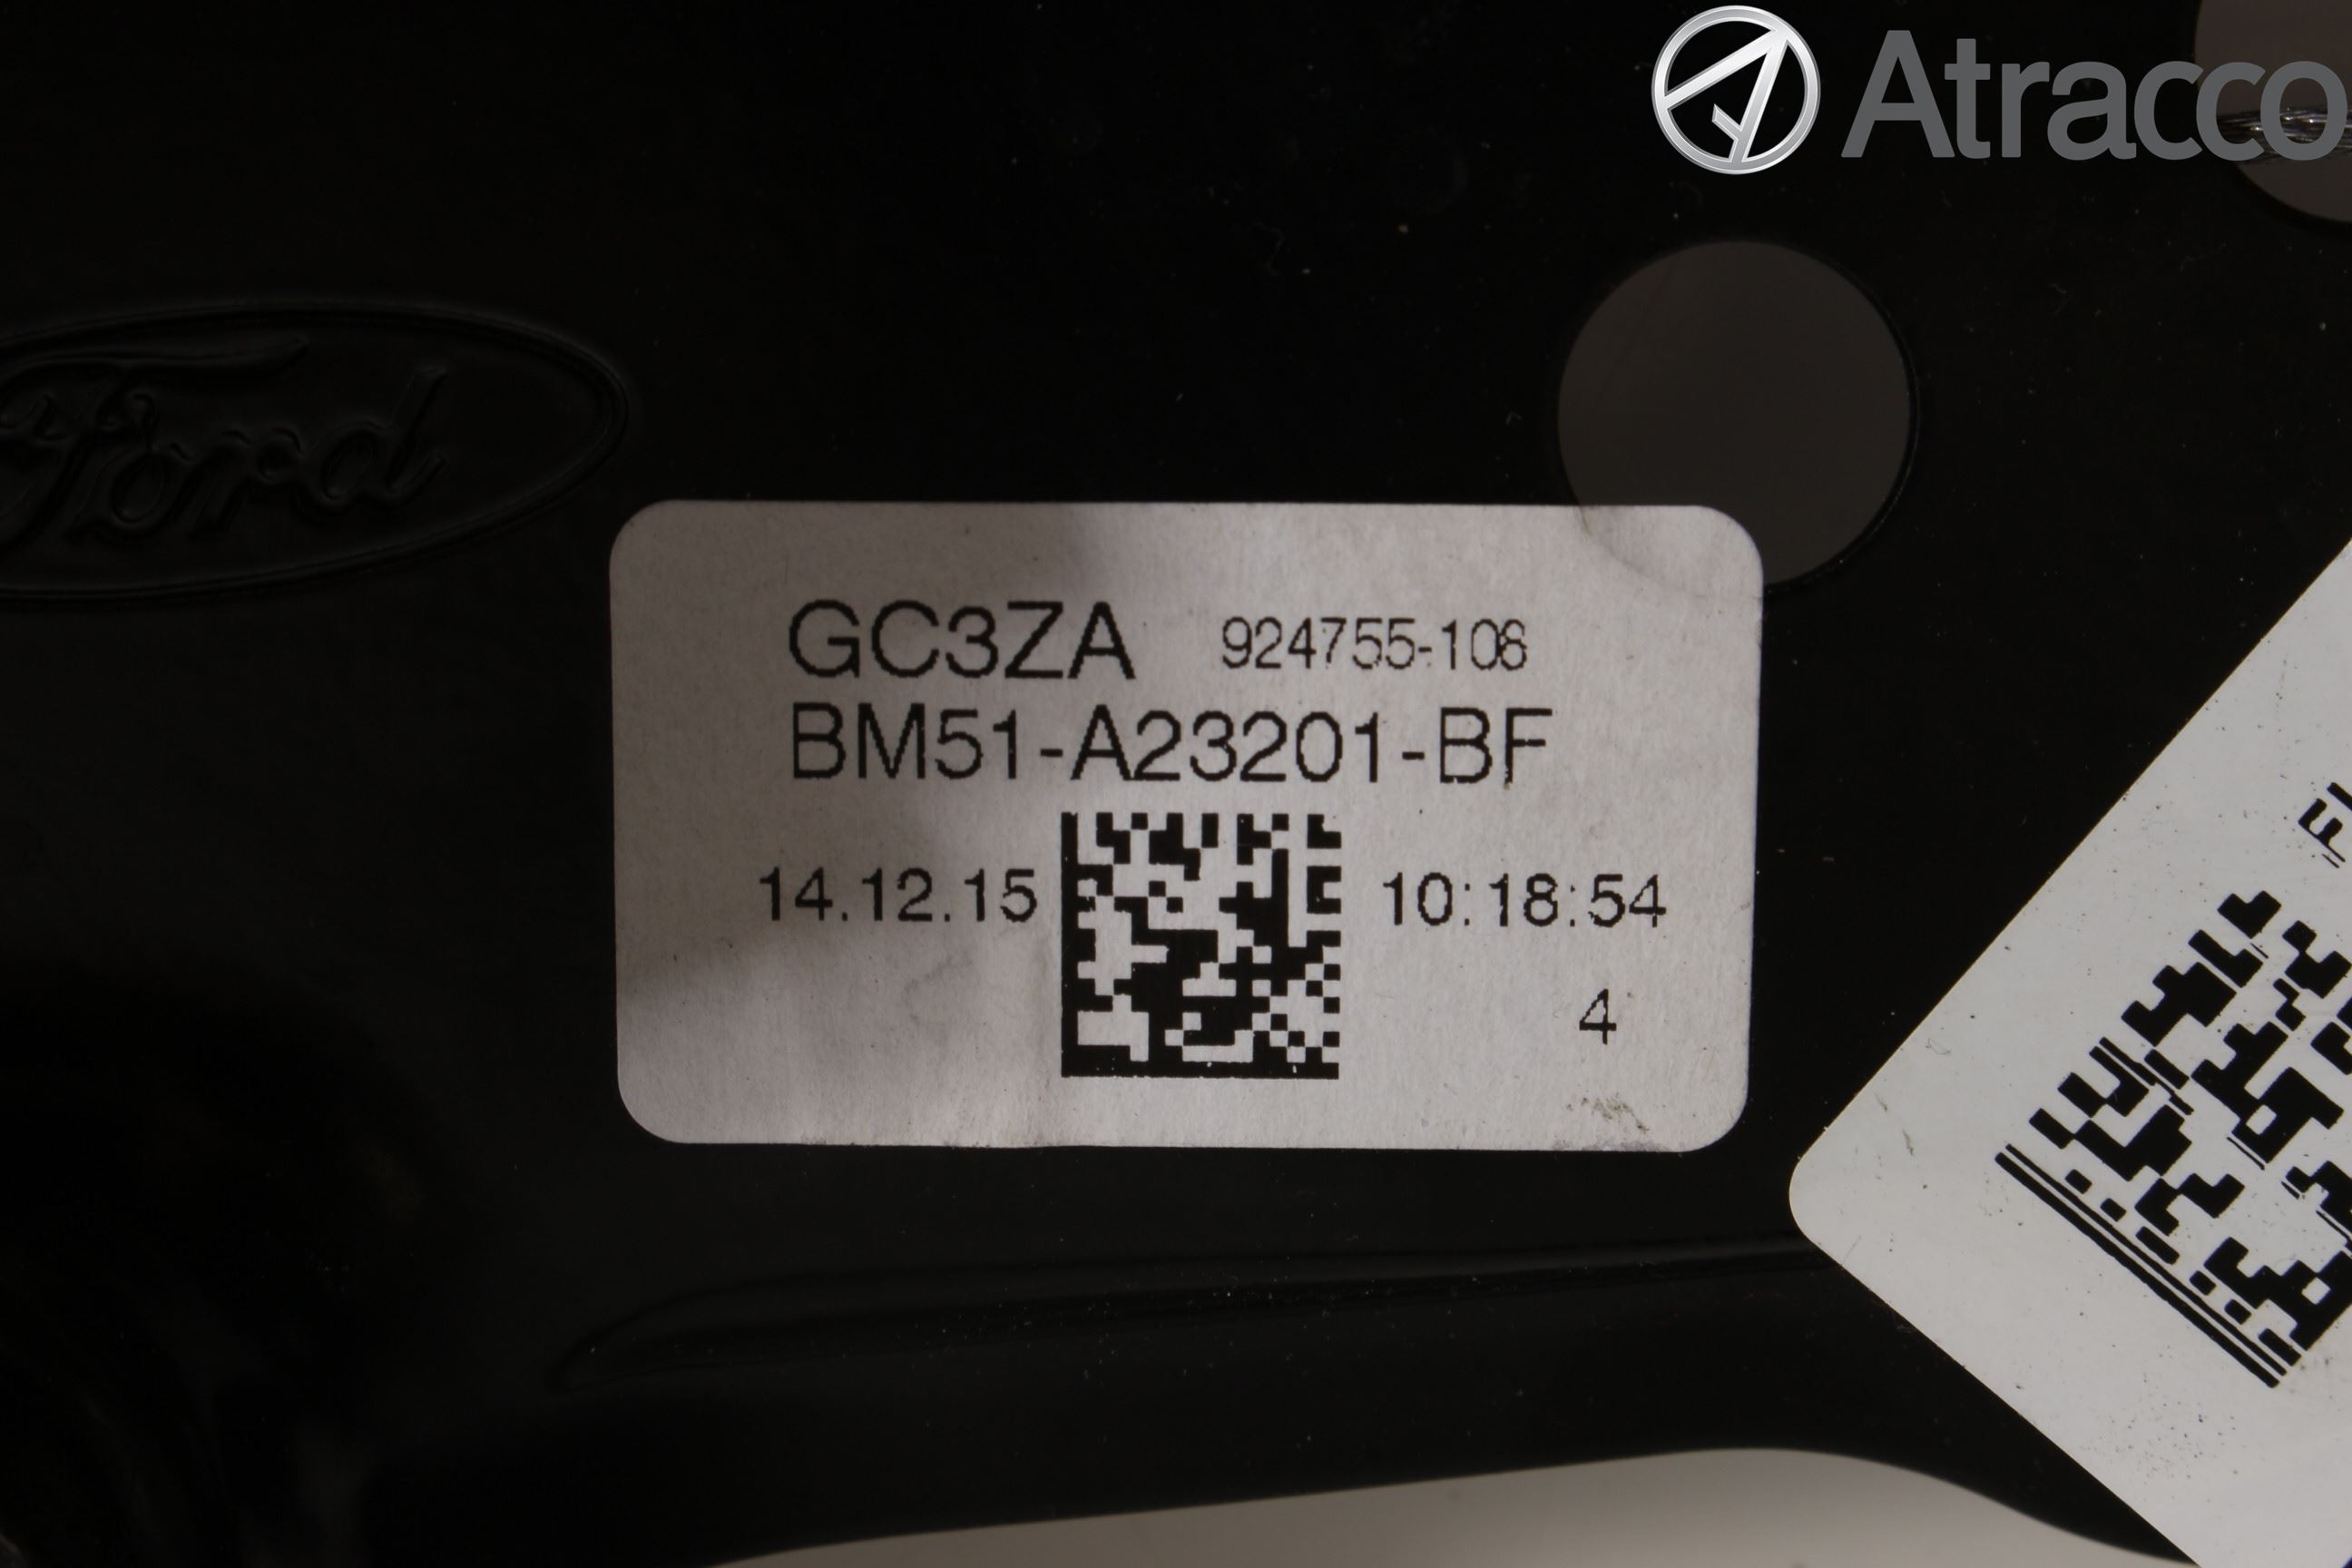 Atracco
Ford
GC3ZA 924755-106
BM51-A23201-BF
14.12.15 10:18:54
4